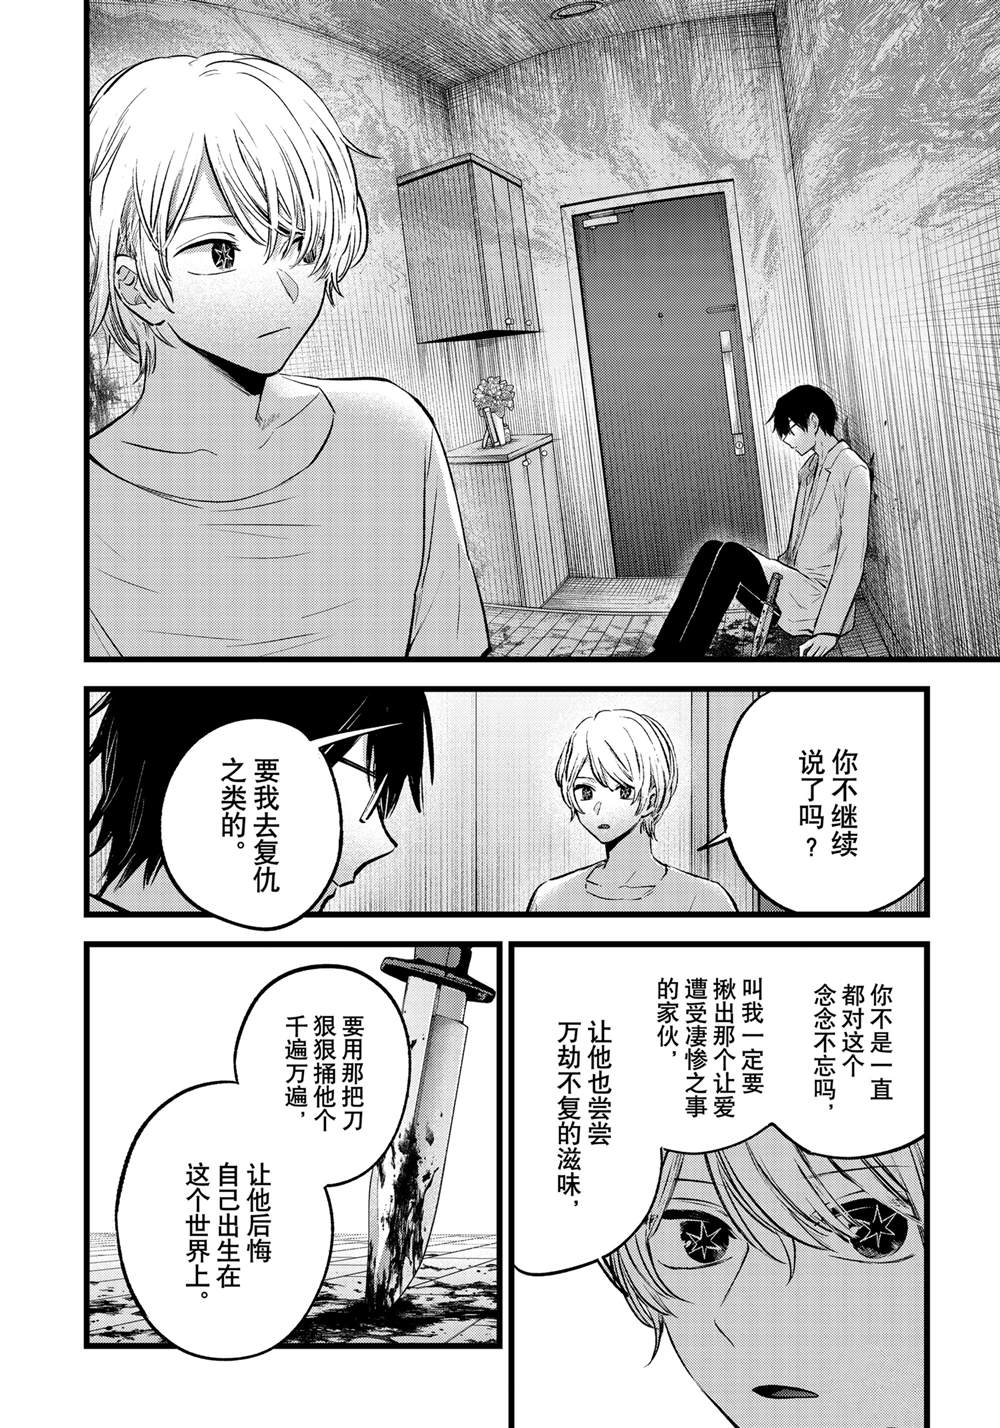 你不继续
说了吗？
要我去复仇
之类的。
你不是一直
都对这个
念念不忘吗，
叫我一定要
揪出那个让爱
遭受凄惨之事
的家伙，
让他也尝尝
万劫不复的滋味，
要用那把刀
狠狠捅他个
千遍万遍，
让他后悔
自己出生在
这个世界上。